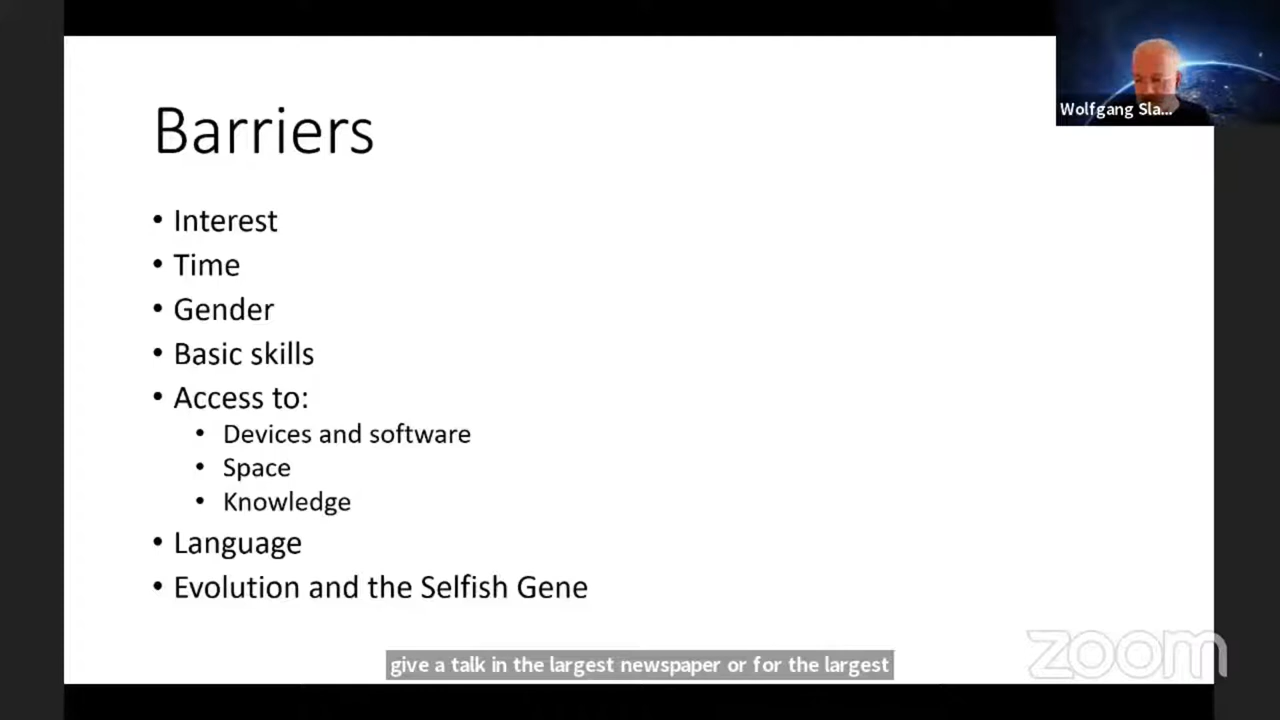 Barriers
Wolfgang Sla...
• Interest
• Time
• Gender
• Basic skills
• Access to:
• Devices and software
• Space
• Knowledge
• Language
• Evolution and the Selfish Gene
give a talk in the largest newspaper or for the largest
zoom